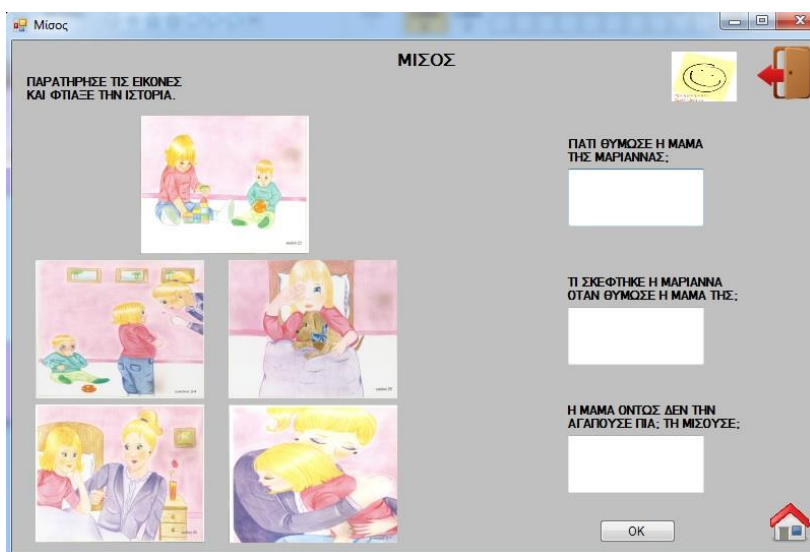 Μίσος
ΜΙΣΟΣ
ΠΑΡΑΤΗΡΗΣΕ ΤΙΣ ΕΙΚΟΝΕΣ
ΚΑΙ ΦΤΙΑΞΕ ΤΗΝ ΙΣΤΟΡΙΑ.
ΓΙΑΤΙ ΘΥΜΩΣΕ Η ΜΑΜΑ
ΤΗΣ ΜΑΡΙΑΝΝΑΣ;
ΤΙ ΣΚΕΦΤΗΚΕ Η ΜΑΡΙΑΝΝΑ
ΟΤΑΝ ΘΥΜΩΣΕ Η ΜΑΜΑ ΤΗΣ;
Η ΜΑΜΑ ΟΝΤΩΣ ΔΕΝ ΤΗΝ
ΑΓΑΠΟΥΣΕ ΠΙΑ; ΤΗ ΜΙΣΟΥΣΕ;
OK